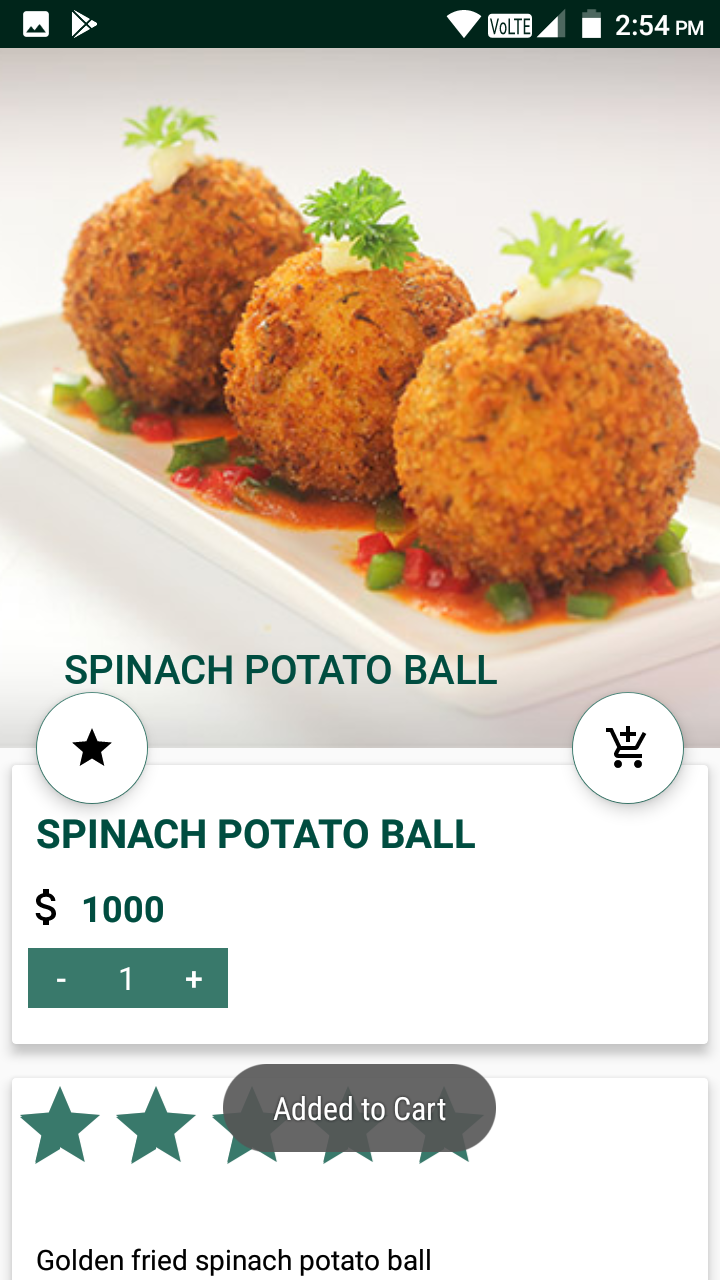 VoLTE 2:54 PM
SPINACH POTATO BALL
SPINACH POTATO BALL
$ 1000
- 1 +
Added to Cart
Golden fried spinach potato ball